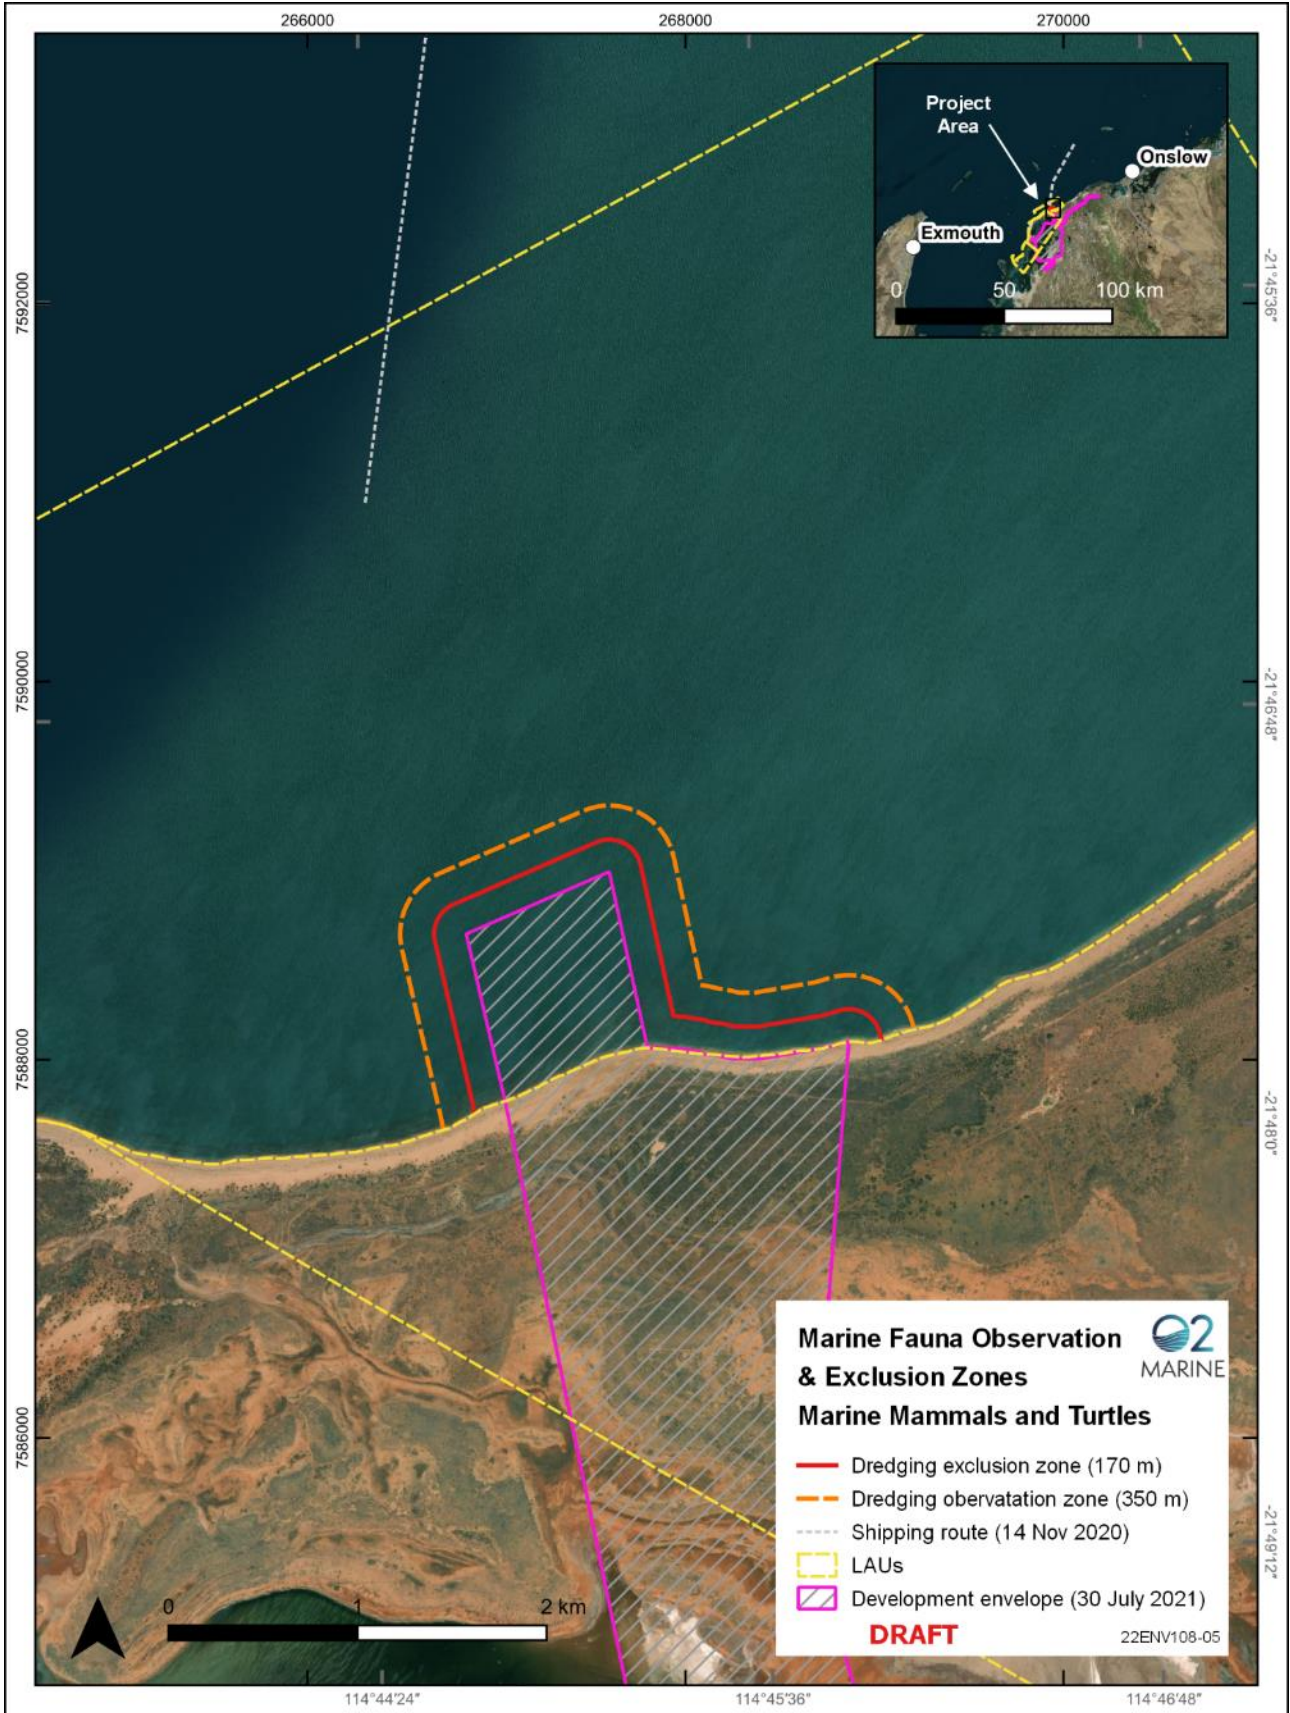 266000
268000
270000
Project
Area
Onslow
Exmouth
0
50
100 km
7592000
-21°45'36"
7590000
-21°46'48"
7588000
-21°48'0"
7586000
-21°49'12"
Marine Fauna Observation
& Exclusion Zones
Marine Mammals and Turtles
O2
MARINE
Dredging exclusion zone (170 m)
Dredging obervatation zone (350 m)
Shipping route (14 Nov 2020)
LAUs
Development envelope (30 July 2021)
DRAFT
22ENV108-05
0
1
2 km
114°44'24"
114°45'36"
114°46'48"